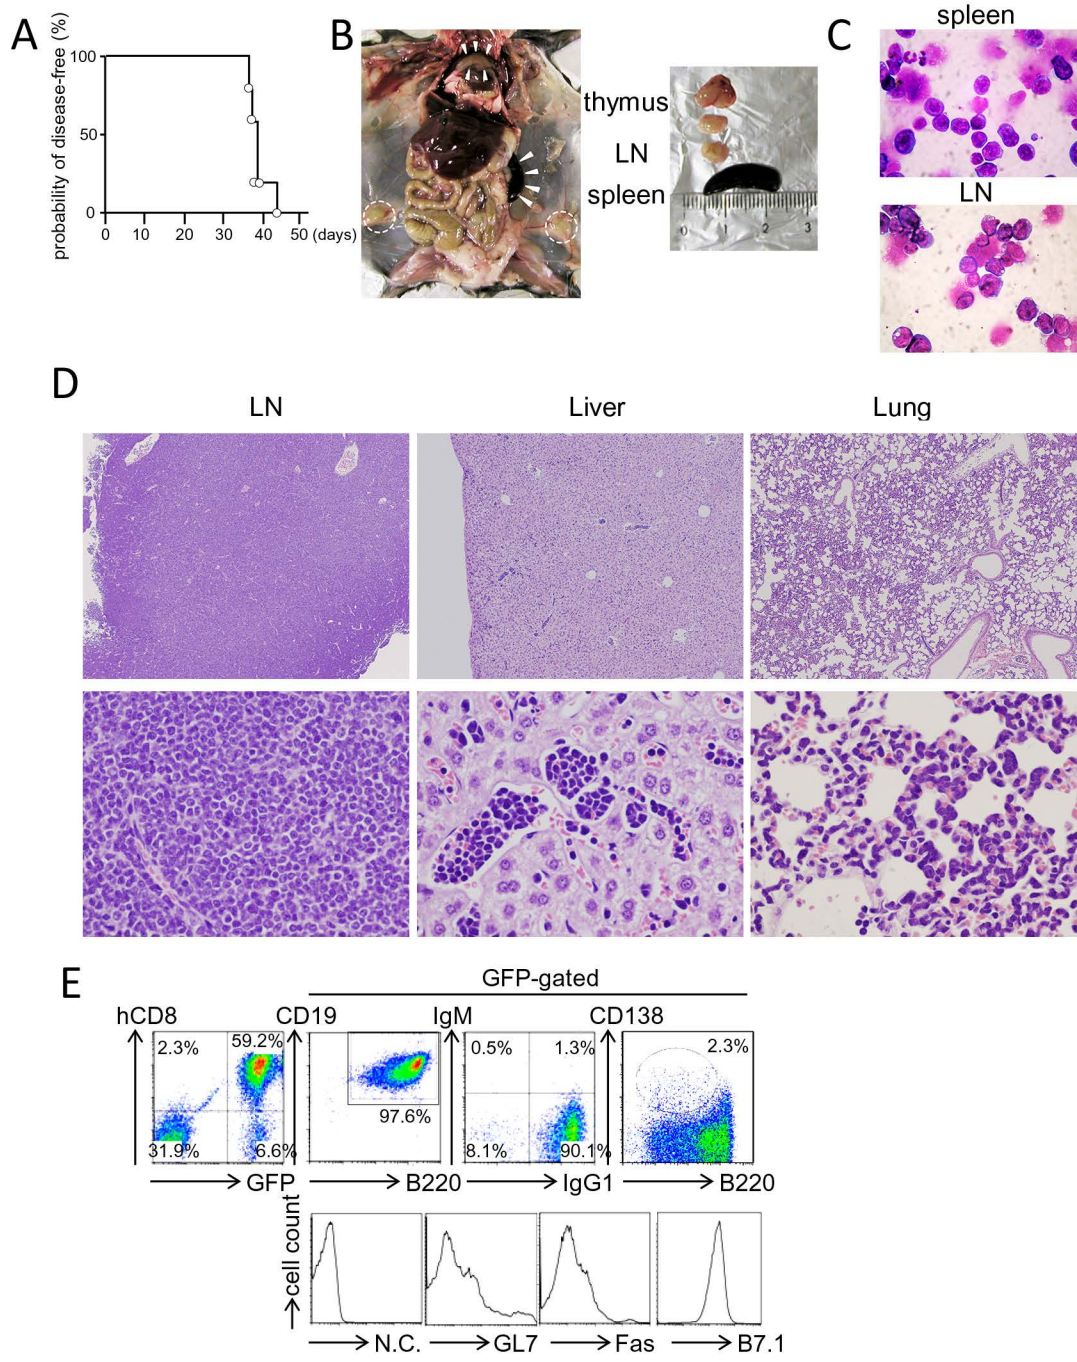 A
probability of disease-free (%)
100
50
0
0 10 20 30 40 50 (days)
B
thymus
LN
spleen
0 1 2 3
C
spleen
LN
D
LN Liver Lung
E
GFP-gated
hCD8 CD19 IgM CD138
2.3% 59.2% 0.5% 1.3% 2.3%
97.6%
31.9% 6.6% 8.1% 90.1%
GFP B220 IgG1 B220
cell count
N.C. GL7 Fas B7.1